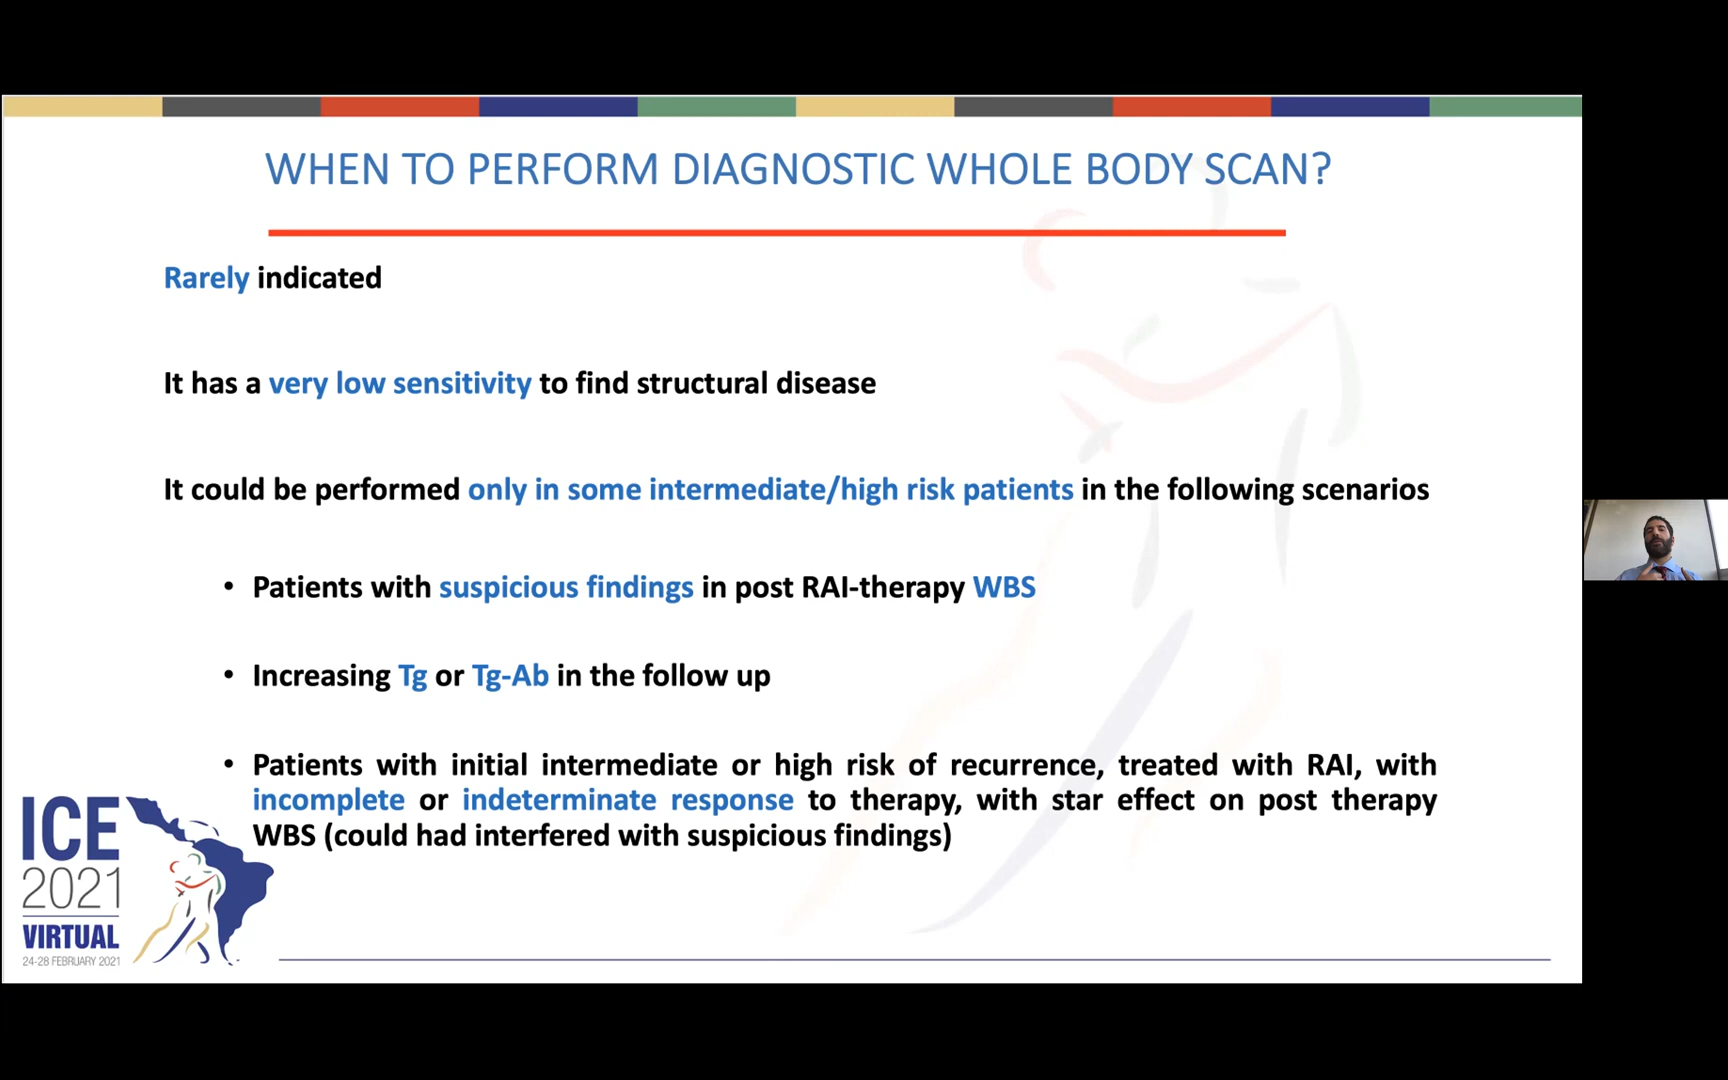 WHEN TO PERFORM DIAGNOSTIC WHOLE BODY SCAN?
Rarely indicated
It has a very low sensitivity to find structural disease
It could be performed only in some intermediate/high risk patients in the following scenarios
• Patients with suspicious findings in post RAI-therapy WBS
• Increasing Tg or Tg-Ab in the follow up
• Patients with initial intermediate or high risk of recurrence, treated with RAI, with
incomplete or indeterminate response to therapy, with star effect on post therapy
WBS (could had interfered with suspicious findings)
ICE
2021
VIRTUAL
24-28 FEBRUARY 2021